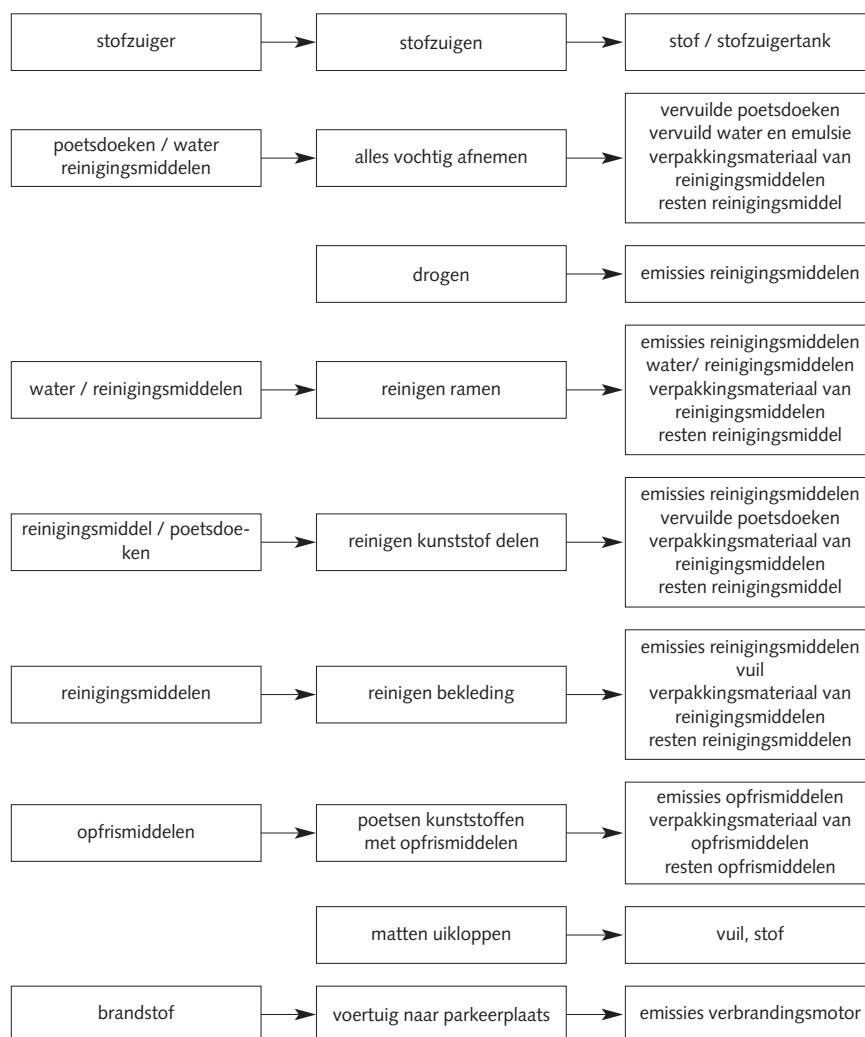 stofzuiger
stofzuigen
stof / stofzuigertank
poetsdoeken / water
reinigingsmiddelen
alles vochtig afnemen
vervuilde poetsdoeken
vervuild water en emulsie
verpakkingsmateriaal van
reinigingsmiddelen
resten reinigingsmiddel
drogen
emissies reinigingsmiddelen
water / reinigingsmiddelen
reinigen ramen
emissies reinigingsmiddelen
water/ reinigingsmiddelen
verpakkingsmateriaal van
reinigingsmiddelen
resten reinigingsmiddel
reinigingsmiddel / poetsdoe-
ken
reinigen kunststof delen
emissies reinigingsmiddelen
vervuilde poetsdoeken
verpakkingsmateriaal van
reinigingsmiddelen
resten reinigingsmiddel
reinigingsmiddelen
reinigen bekleding
emissies reinigingsmiddelen
vuil
verpakkingsmateriaal van
reinigingsmiddelen
resten reinigingsmiddelen
opfrismiddelen
poetsen kunststoffen
met opfrismiddelen
emissies opfrismiddelen
verpakkingsmateriaal van
opfrismiddelen
resten opfrismiddelen
matten uikloppen
vuil, stof
brandstof
voertuig naar parkeerplaats
emissies verbrandingsmotor